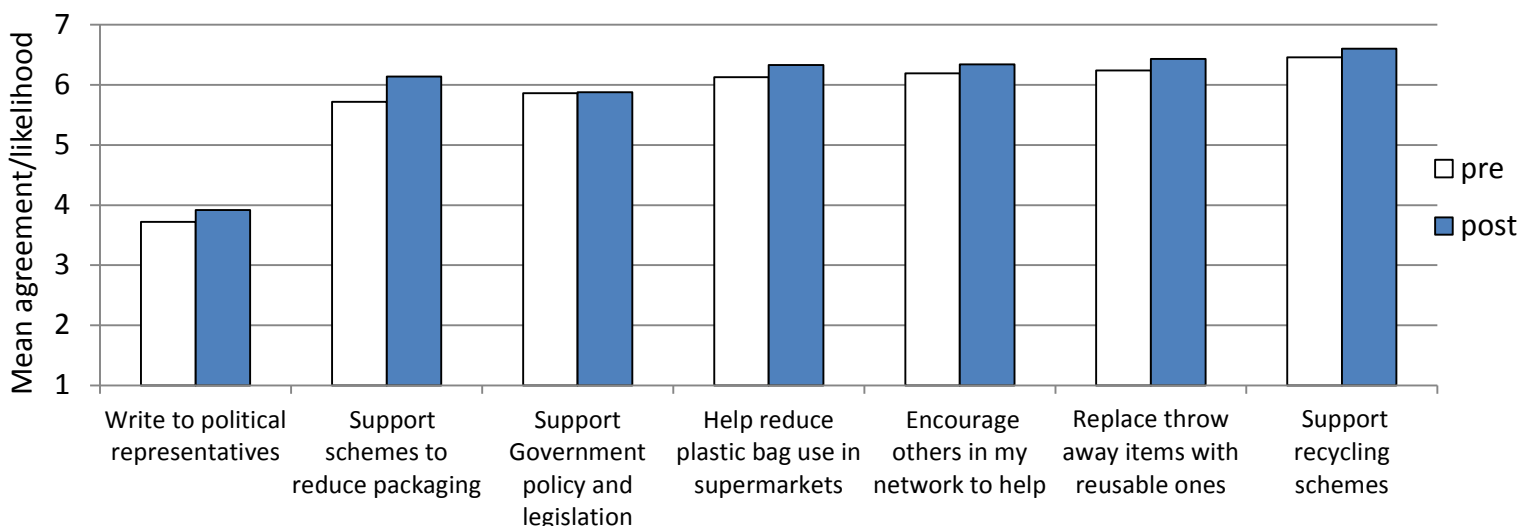 Mean agreement/likelihood
7
6
5
4
3
2
1
Write to political
representatives
Support
schemes to
reduce packaging
Support
Government
policy and
legislation
Help reduce
plastic bag use in
supermarkets
Encourage
others in my
network to help
Replace throw
away items with
reusable ones
Support
recycling
schemes
pre
post